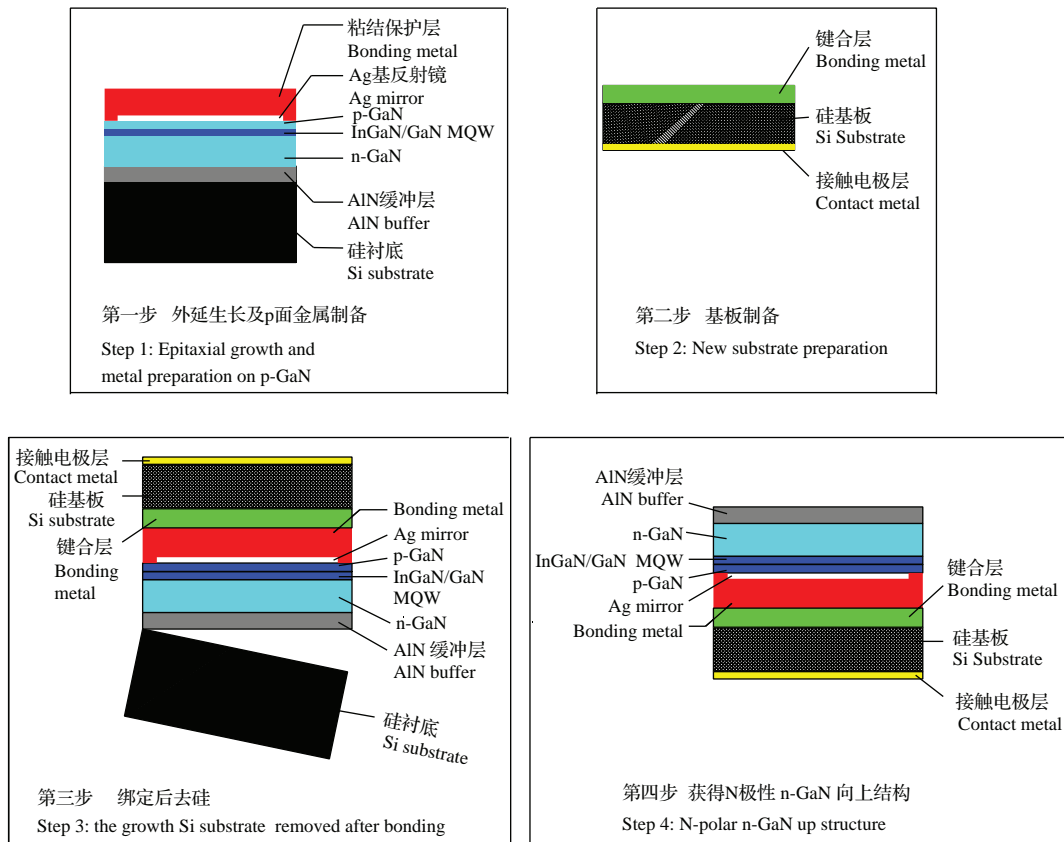 粘结保护层
Bonding metal
Ag基反射镜
Ag mirror
p-GaN
InGaN/GaN MQW
n-GaN
AlN缓冲层
AlN buffer
硅衬底
Si substrate
第一步 外延生长及p面金属制备
Step 1: Epitaxial growth and
metal preparation on p-GaN
键合层
Bonding metal
硅基板
Si Substrate
接触电极层
Contact metal
第二步 基板制备
Step 2: New substrate preparation
接触电极层
Contact metal
硅基板
Si substrate
键合层
Bonding
metal
Bonding metal
Ag mirror
p-GaN
InGaN/GaN
MQW
n-GaN
AlN 缓冲层
AlN buffer
硅衬底
Si substrate
第三步 绑定后去硅
Step 3: the growth Si substrate removed after bonding
AlN缓冲层
AlN buffer
n-GaN
InGaN/GaN MQW
p-GaN
Ag mirror
Bonding metal
键合层
Bonding metal
硅基板
Si Substrate
接触电极层
Contact metal
第四步 获得N极性 n-GaN 向上结构
Step 4: N-polar n-GaN up structure